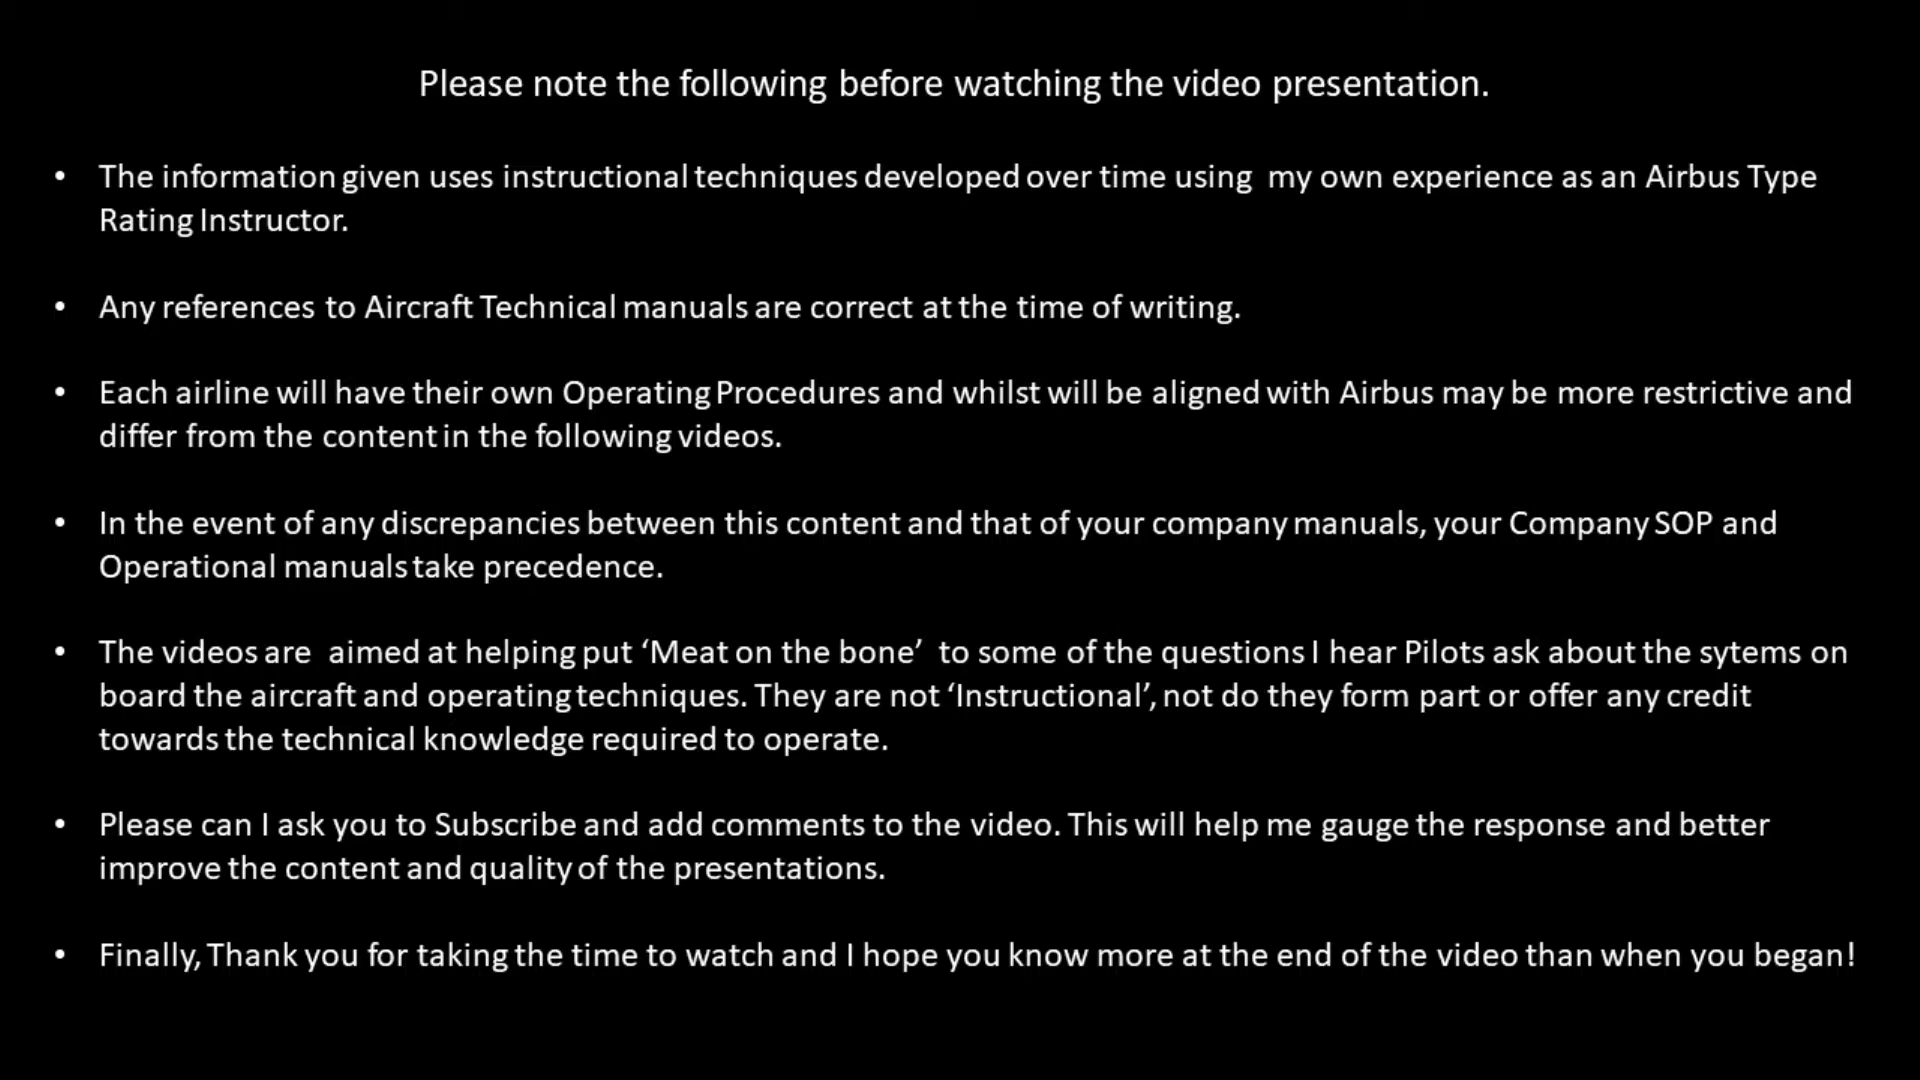 Please note the following before watching the video presentation.
• The information given uses instructional techniques developed over time using my own experience as an Airbus Type
Rating Instructor.
• Any references to Aircraft Technical manuals are correct at the time of writing.
• Each airline will have their own Operating Procedures and whilst will be aligned with Airbus may be more restrictive and
differ from the content in the following videos.
• In the event of any discrepancies between this content and that of your company manuals, your Company SOP and
Operational manuals take precedence.
• The videos are aimed at helping put ‘Meat on the bone’ to some of the questions I hear Pilots ask about the sytems on
board the aircraft and operating techniques. They are not ‘Instructional’, not do they form part or offer any credit
towards the technical knowledge required to operate.
• Please can I ask you to Subscribe and add comments to the video. This will help me gauge the response and better
improve the content and quality of the presentations.
• Finally, Thank you for taking the time to watch and I hope you know more at the end of the video than when you began!